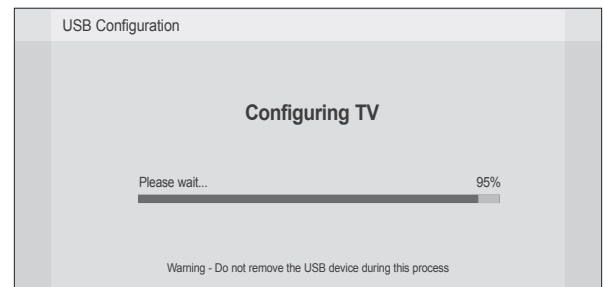 USB Configuration
Configuring TV
Please wait... 95%
Warning - Do not remove the USB device during this process